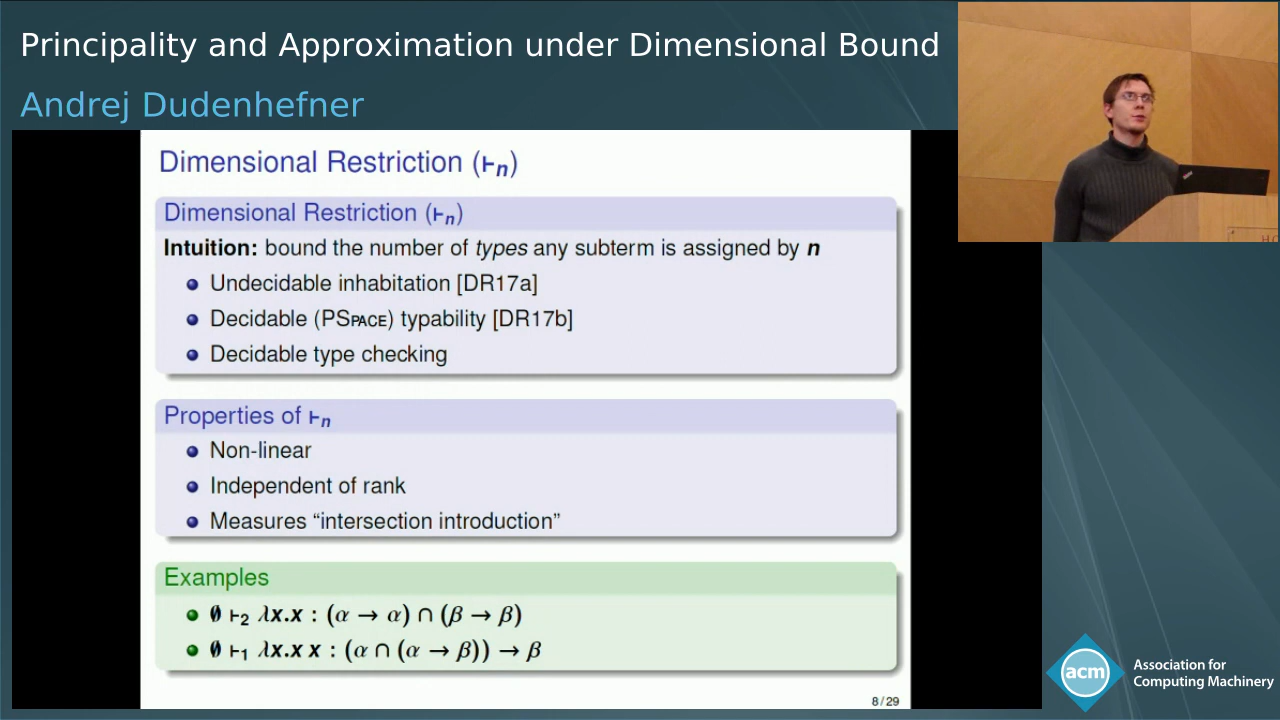 Principality and Approximation under Dimensional Bound
Andrej Dudenhefner
Dimensional Restriction (⊢n)
Dimensional Restriction (⊢n)
Intuition: bound the number of types any subterm is assigned by n
Undecidable inhabitation [DR17a]
Decidable (PSPACE) typability [DR17b]
Decidable type checking
Properties of ⊢n
Non-linear
Independent of rank
Measures “intersection introduction”
Examples
∅ ⊢2 λx.x : (α → α) ∩ (β → β)
∅ ⊢1 λx.x x : (α ∩ (α → β)) → β
8/29
acm
Association for
Computing Machinery